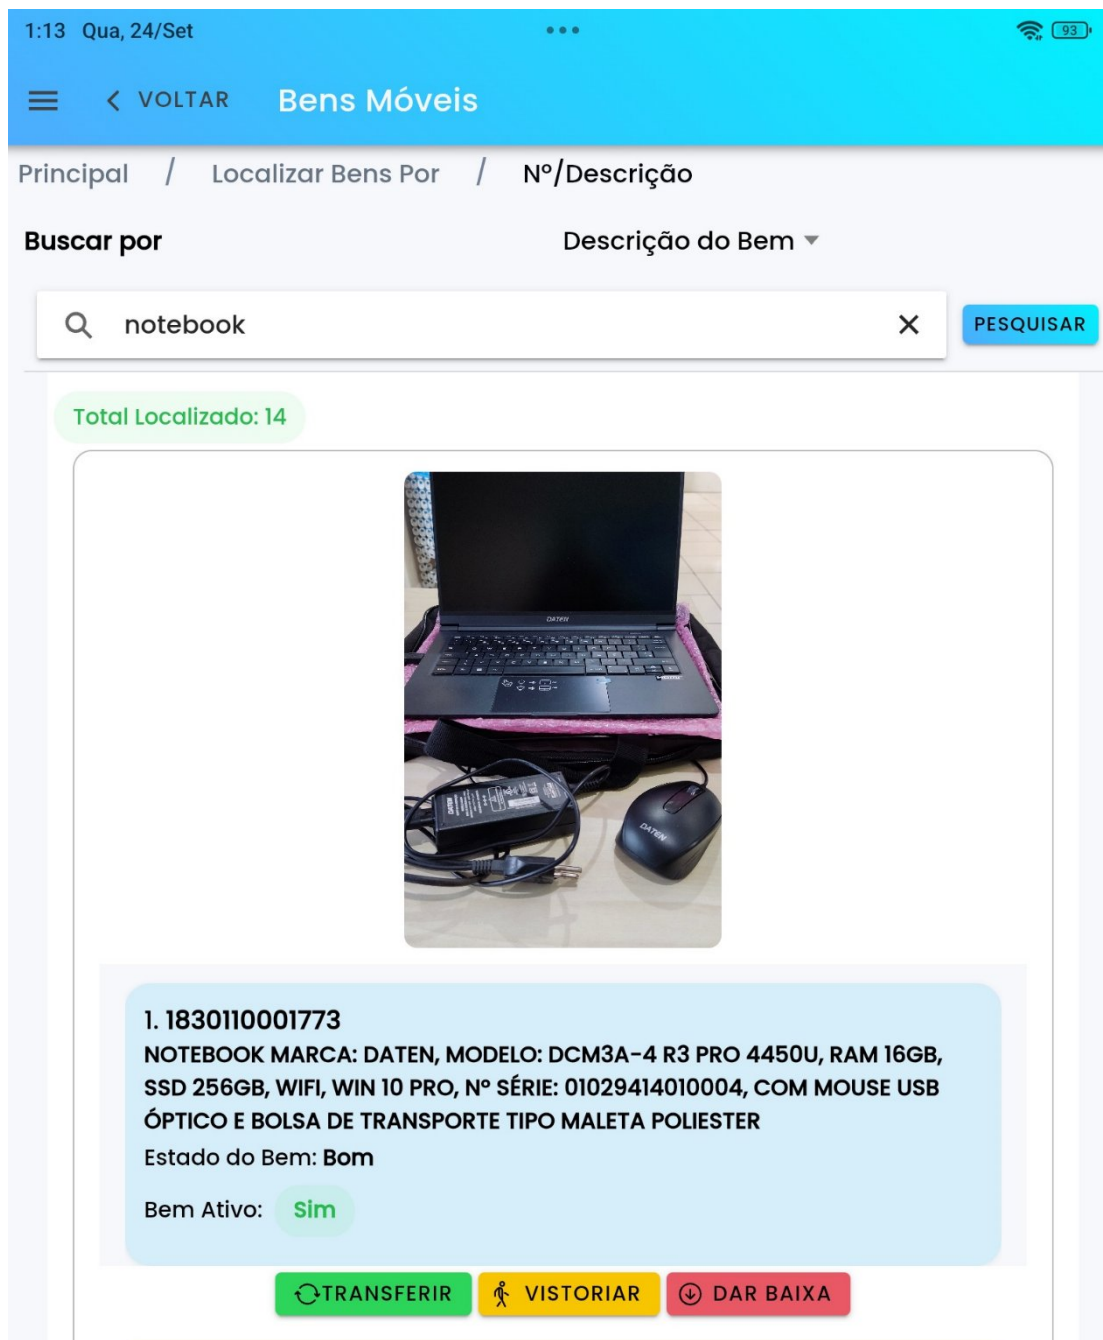 1:13 Qua, 24/Set
93
VOLTAR
Bens Móveis
Principal / Localizar Bens Por / Nº/Descrição
Buscar por
Descrição do Bem
notebook
PESQUISAR
Total Localizado: 14
DATEN
DATEN
DATEN
1. 1830110001773
NOTEBOOK MARCA: DATEN, MODELO: DCM3A-4 R3 PRO 4450U, RAM 16GB,
SSD 256GB, WIFI, WIN 10 PRO, Nº SÉRIE: 01029414010004, COM MOUSE USB
ÓPTICO E BOLSA DE TRANSPORTE TIPO MALETA POLIESTER
Estado do Bem: Bom
Bem Ativo: Sim
TRANSFERIR
VISTORIAR
DAR BAIXA